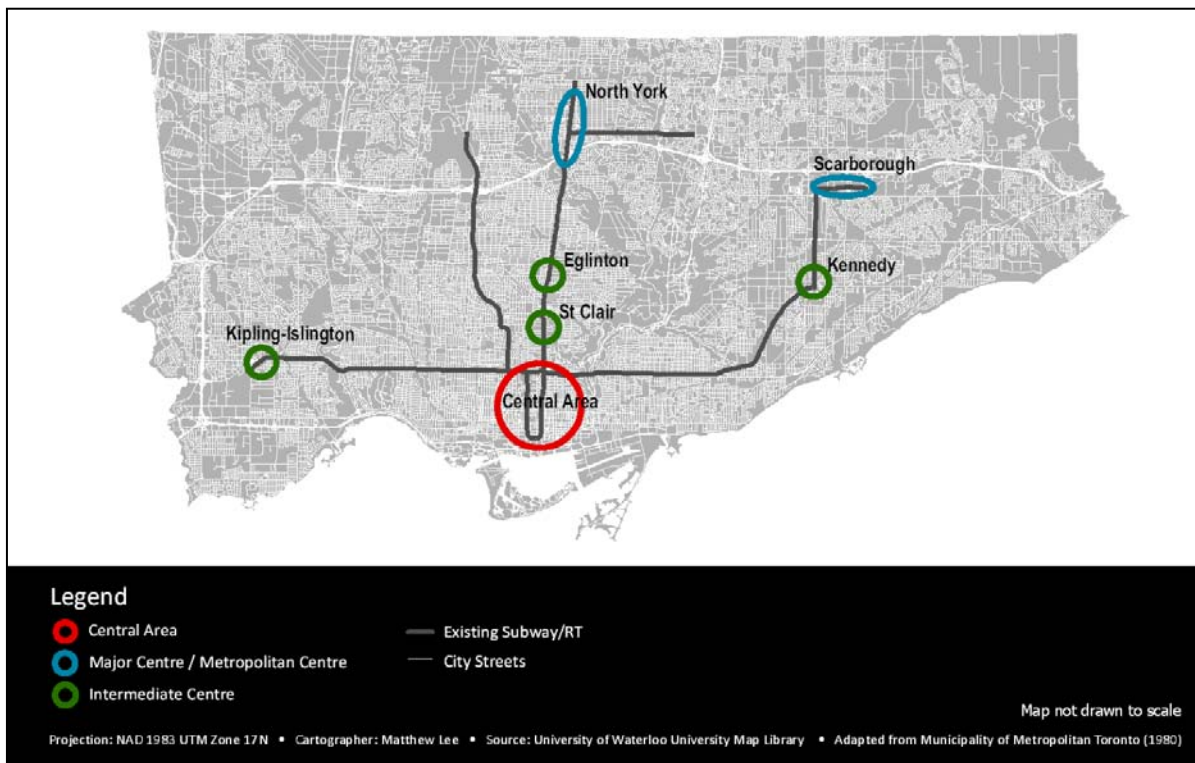 North York
Scarborough
Eglinton
Kennedy
St Clair
Kipling-Islington
Central Area
Legend
Central Area
Existing Subway/RT
Major Centre / Metropolitan Centre
City Streets
Intermediate Centre
Map not drawn to scale
Projection: NAD 1983 UTM Zone 17N • Cartographer: Matthew Lee • Source: University of Waterloo University Map Library • Adapted from Municipality of Metropolitan Toronto (1980)